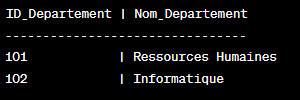 ID_Departement | Nom_Departement
--------------------------------
101            | Ressources Humaines
102            | Informatique